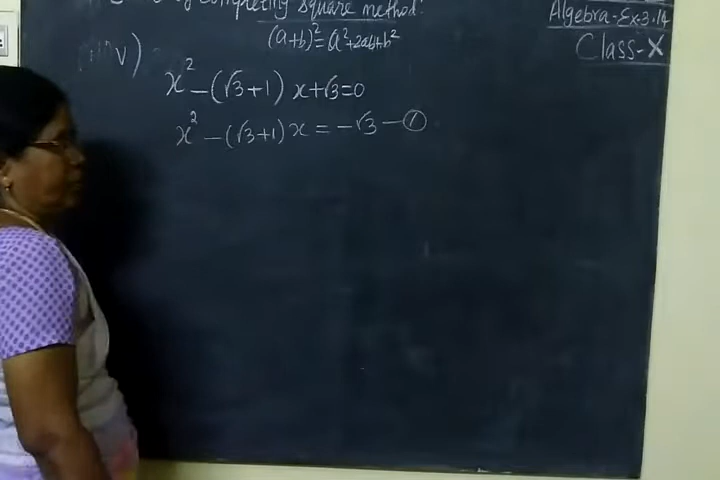 by completing square method:
(a+b)²=a²+2ab+b²
Algebra-Ex-3.14
Class-X
v)
x²-(√3+1)x+√3=0
x²-(√3+1)x=-√3-①